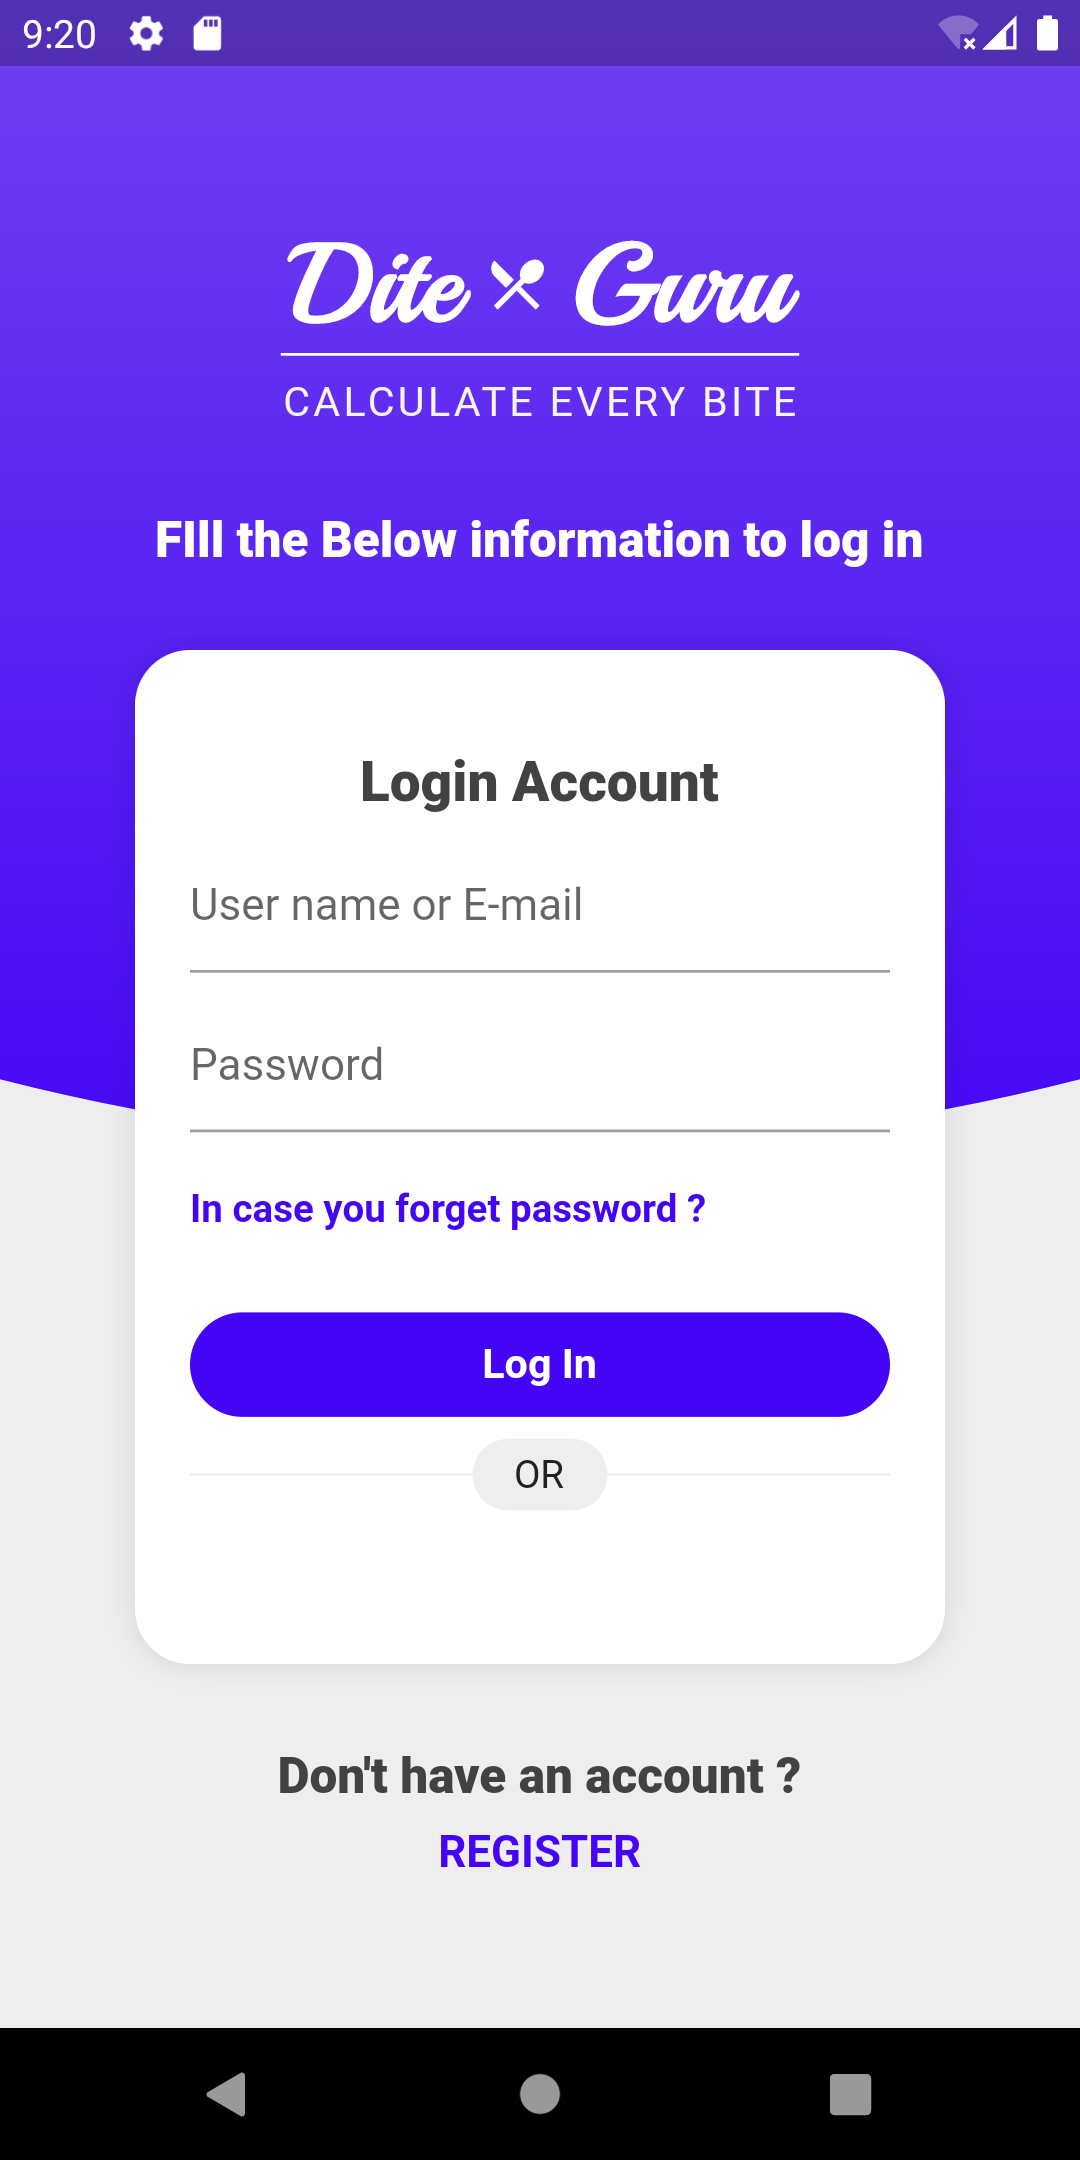 9:20
Dite Guru
CALCULATE EVERY BITE
FIll the Below information to log in
Login Account
User name or E-mail
Password
In case you forget password ?
Log In
OR
Don't have an account ?
REGISTER